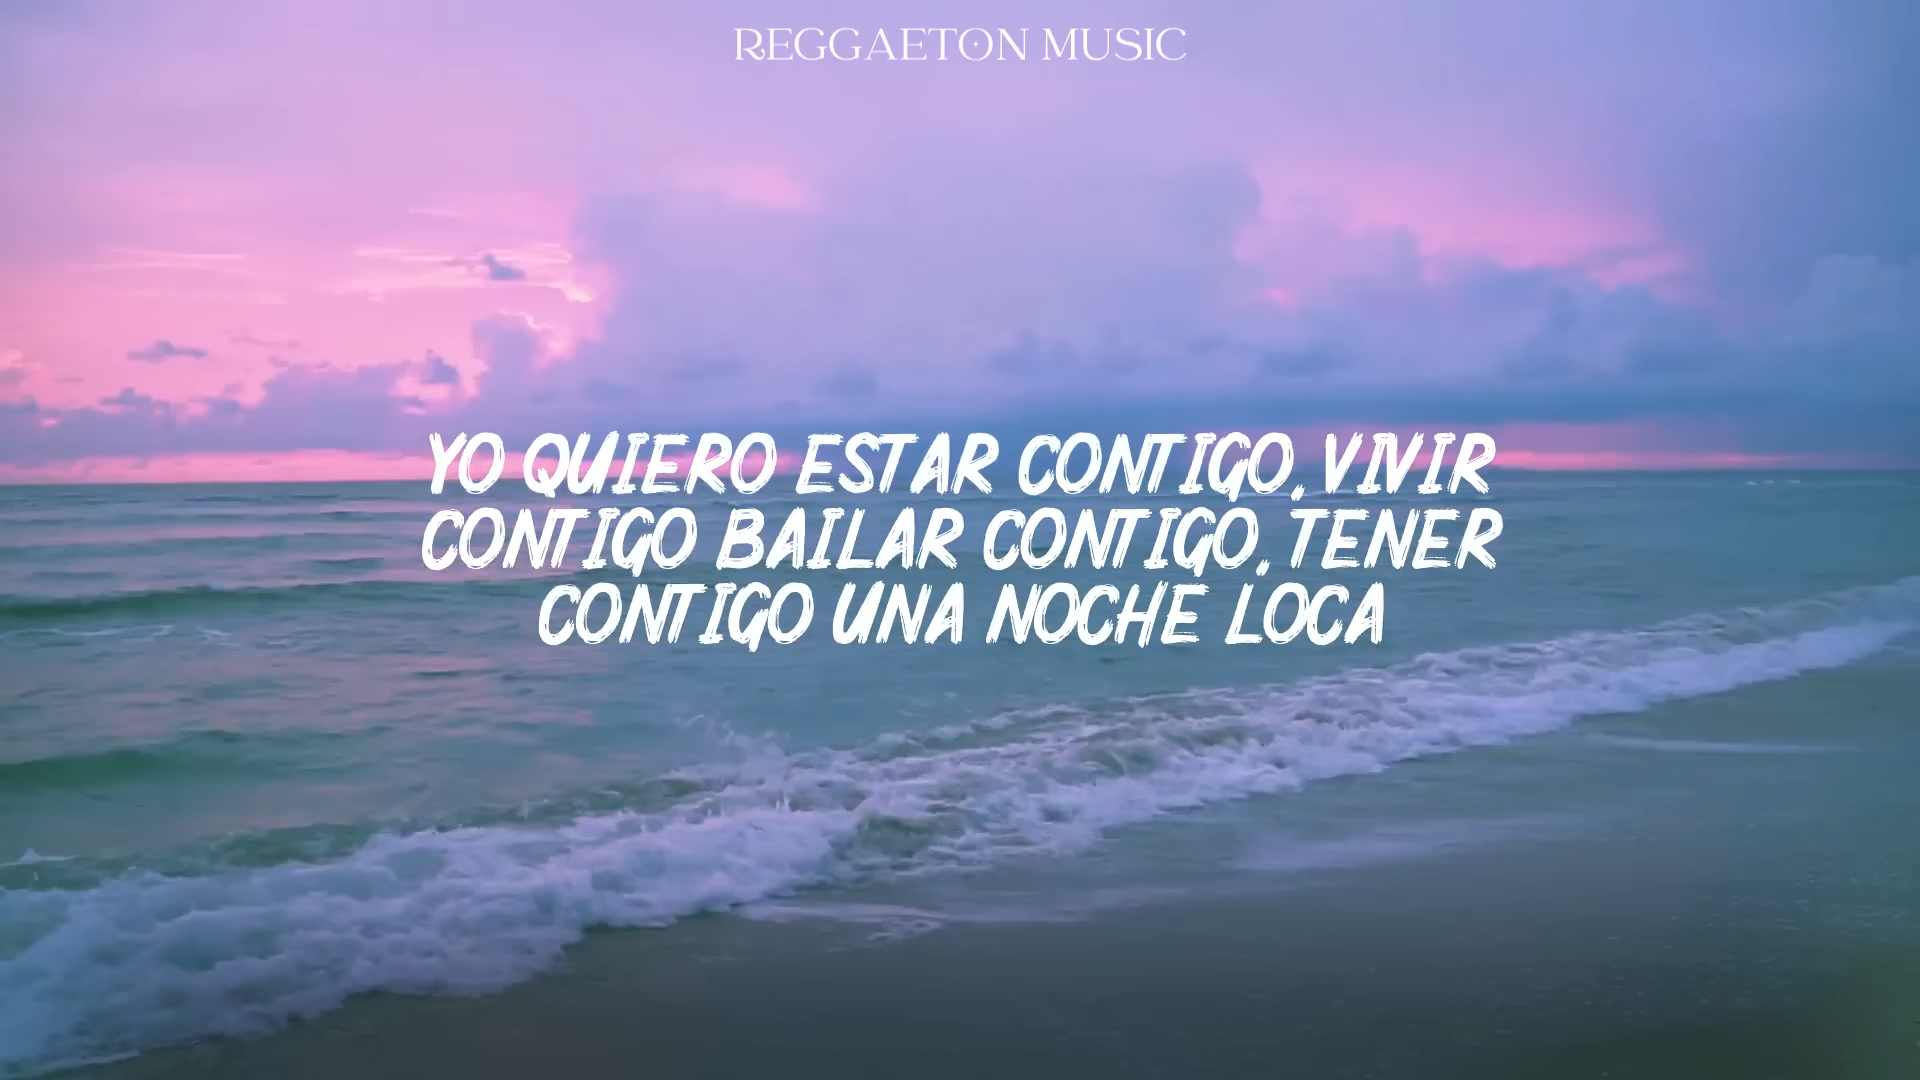 REGGAETON MUSIC
YO QUIERO ESTAR CONTIGO, VIVIR
CONTIGO BAILAR CONTIGO, TENER
CONTIGO UNA NOCHE LOCA